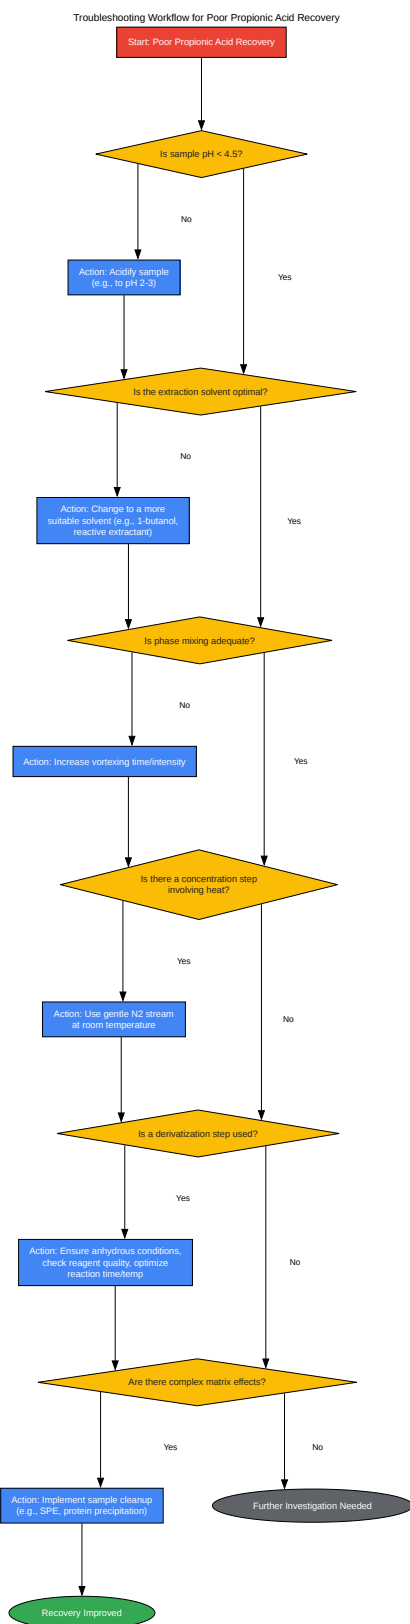 Troubleshooting Workflow for Poor Propionic Acid Recovery
Start: Poor Propionic Acid Recovery
Is sample pH < 4.5?
No
Yes
Action: Acidify sample
(e.g., to pH 2-3)
Is the extraction solvent optimal?
No
Yes
Action: Change to a more
suitable solvent (e.g., 1-butanol,
reactive extractant)
Is phase mixing adequate?
No
Yes
Action: Increase vortexing time/intensity
Is there a concentration step
involving heat?
Yes
No
Action: Use gentle N2 stream
at room temperature
Is a derivatization step used?
Yes
No
Action: Ensure anhydrous conditions,
check reagent quality, optimize
reaction time/temp
Are there complex matrix effects?
Yes
No
Action: Implement sample cleanup
(e.g., SPE, protein precipitation)
Further Investigation Needed
Recovery Improved